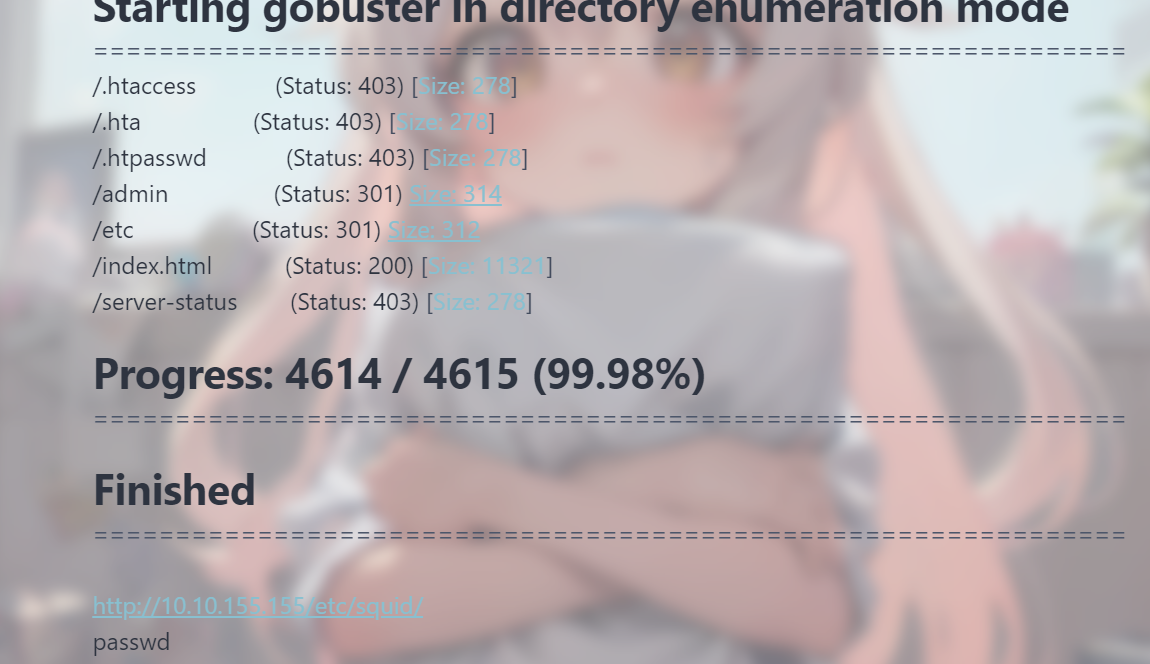 Starting gobuster in directory enumeration mode
===============================================================
/.htaccess (Status: 403) [Size: 278]
/.hta (Status: 403) [Size: 278]
/.htpasswd (Status: 403) [Size: 278]
/admin (Status: 301) Size: 314
/etc (Status: 301) Size: 312
/index.html (Status: 200) [Size: 11321]
/server-status (Status: 403) [Size: 278]
Progress: 4614 / 4615 (99.98%)
===============================================================
Finished
===============================================================
http://10.10.155.155/etc/squid/
passwd